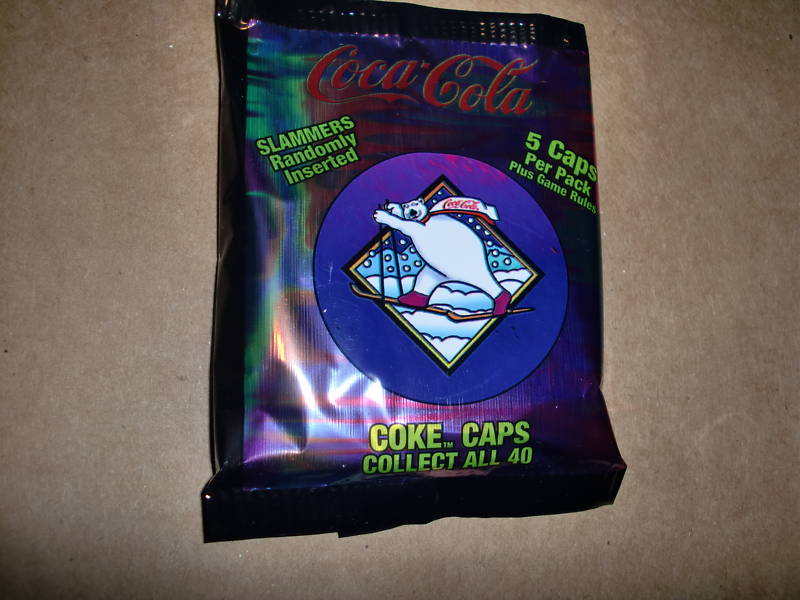 Coca-Cola
SLAMMERS
Randomly
Inserted
5 Caps
Per Pack
Plus Game Rules
Coca-Cola
COKE™ CAPS
COLLECT ALL 40